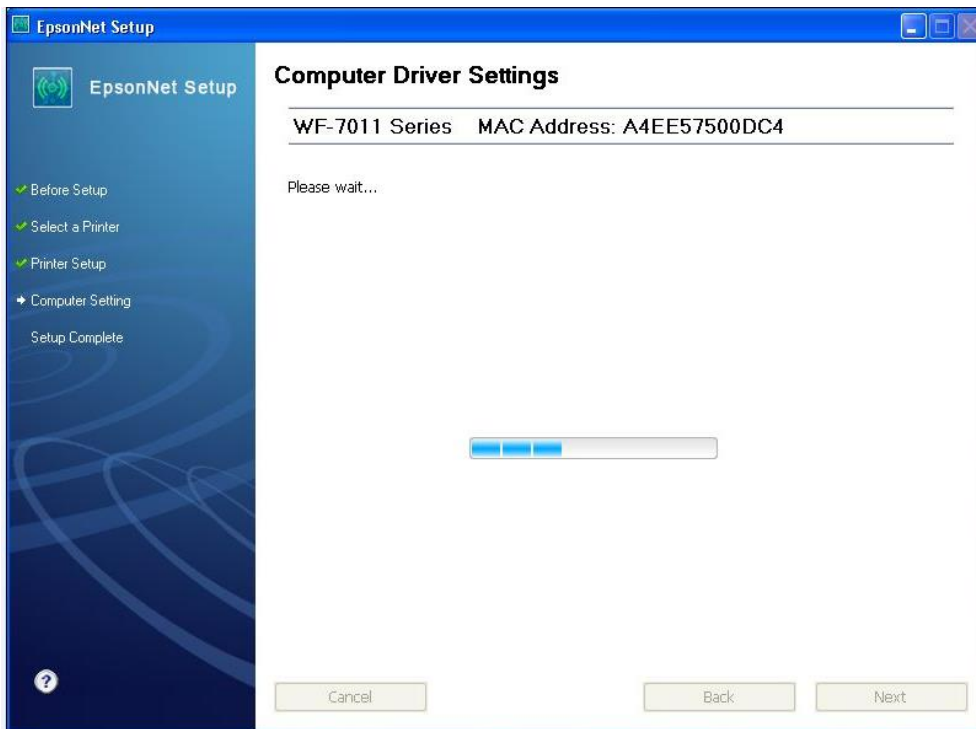 EpsonNet Setup
EpsonNet Setup
Computer Driver Settings
WF-7011 Series MAC Address: A4EE57500DC4
Please wait...
Before Setup
Select a Printer
Printer Setup
Computer Setting
Setup Complete
?
Cancel Back Next